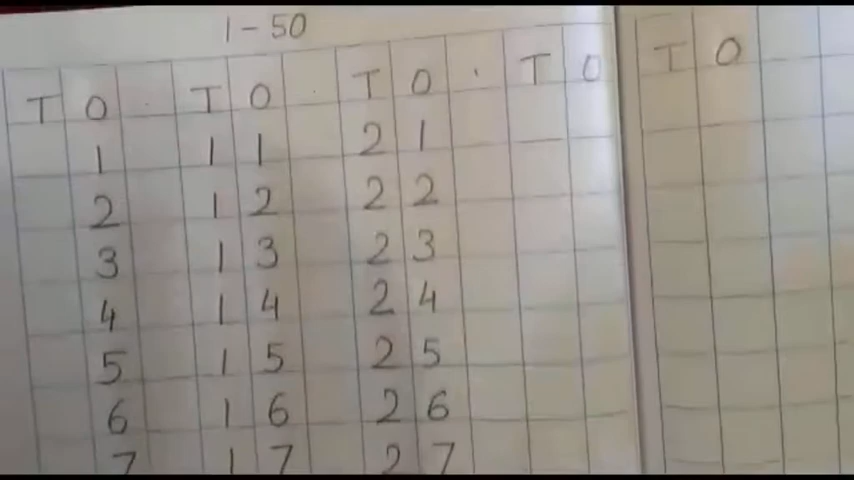 1 - 50
T O T O T O T O T O
1 1 1 2 1
2 1 2 2 2
3 1 3 2 3
4 1 4 2 4
5 1 5 2 5
6 1 6 2 6
7 1 7 2 7